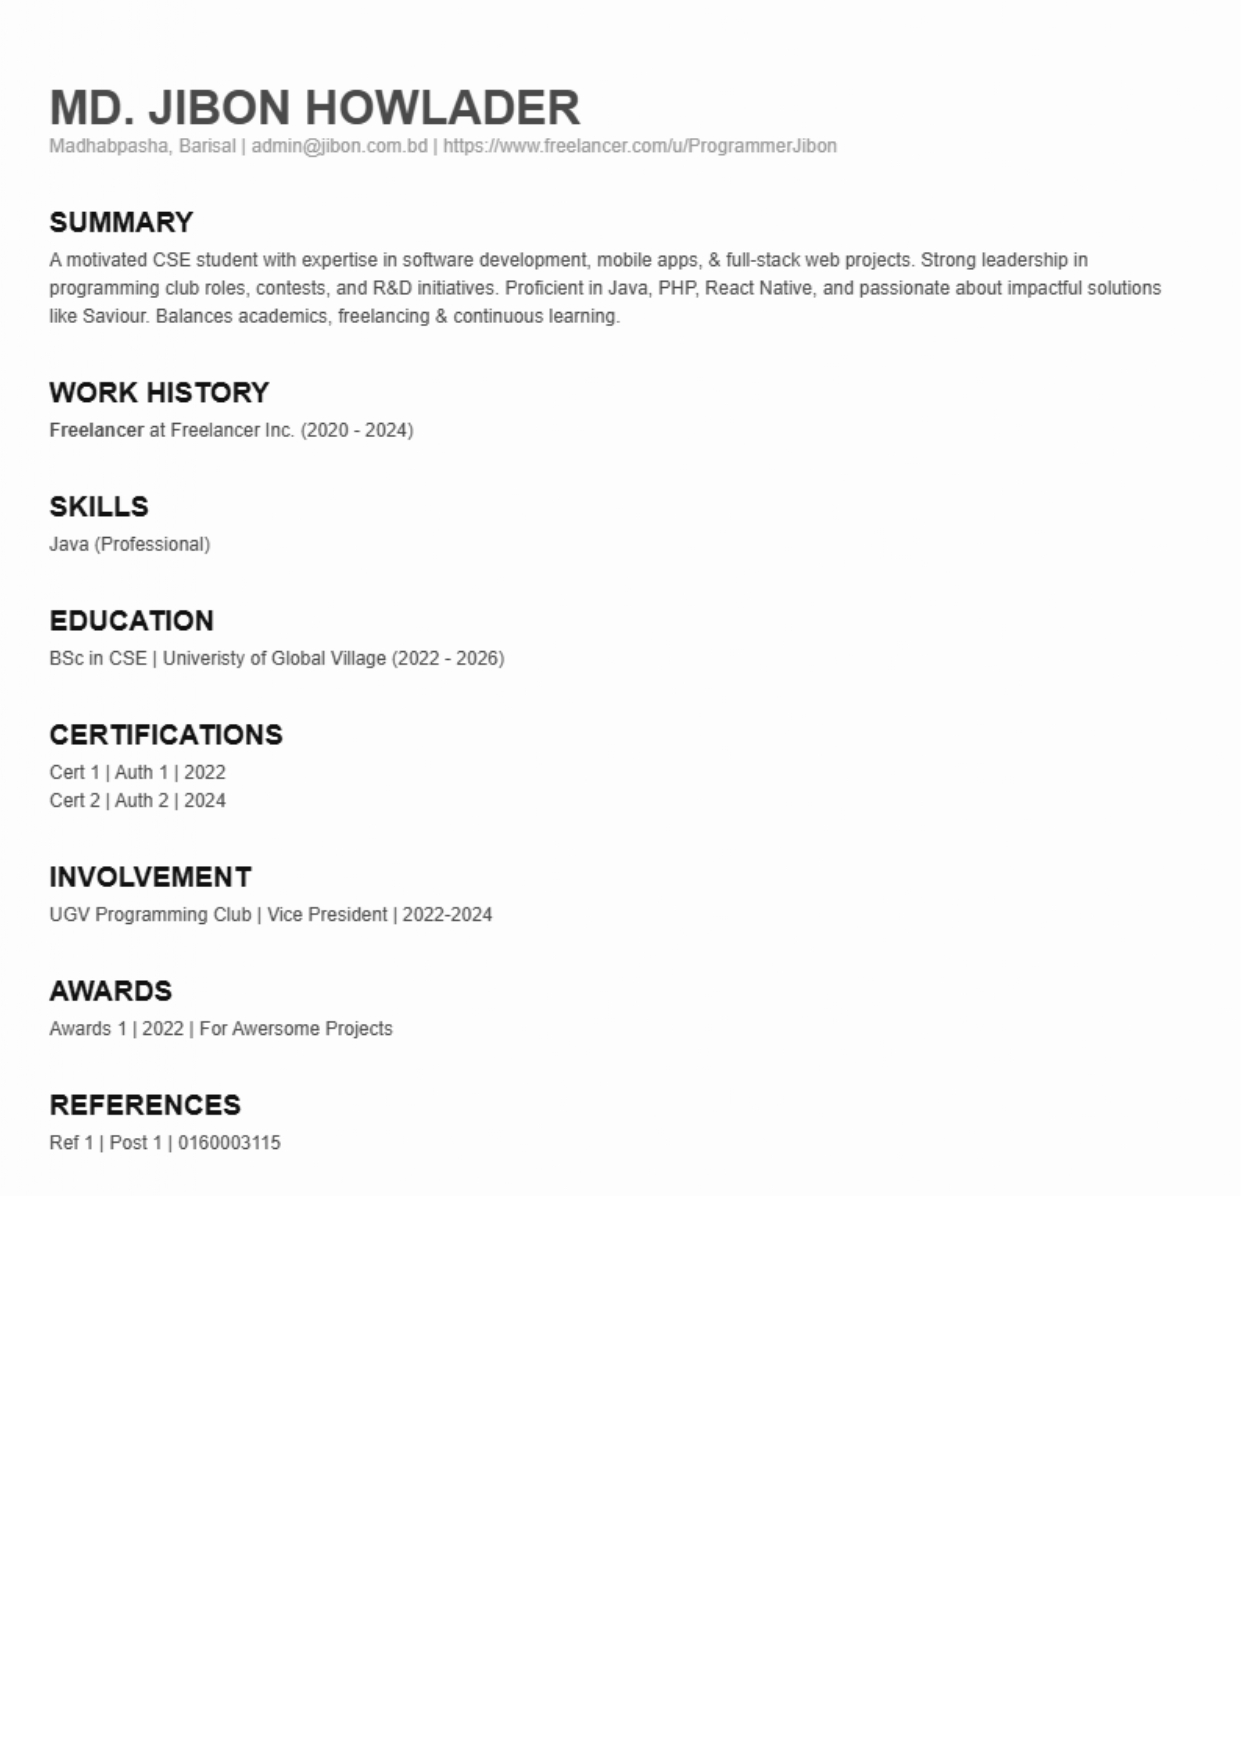 MD. JIBON HOWLADER
Madhabpasha, Barisal | admin@jibon.com.bd | https://www.freelancer.com/u/ProgrammerJibon
SUMMARY
A motivated CSE student with expertise in software development, mobile apps, & full-stack web projects. Strong leadership in
programming club roles, contests, and R&D initiatives. Proficient in Java, PHP, React Native, and passionate about impactful solutions
like Saviour. Balances academics, freelancing & continuous learning.
WORK HISTORY
Freelancer at Freelancer Inc. (2020 - 2024)
SKILLS
Java (Professional)
EDUCATION
BSc in CSE | Univeristy of Global Village (2022 - 2026)
CERTIFICATIONS
Cert 1 | Auth 1 | 2022
Cert 2 | Auth 2 | 2024
INVOLVEMENT
UGV Programming Club | Vice President | 2022-2024
AWARDS
Awards 1 | 2022 | For Awersome Projects
REFERENCES
Ref 1 | Post 1 | 0160003115